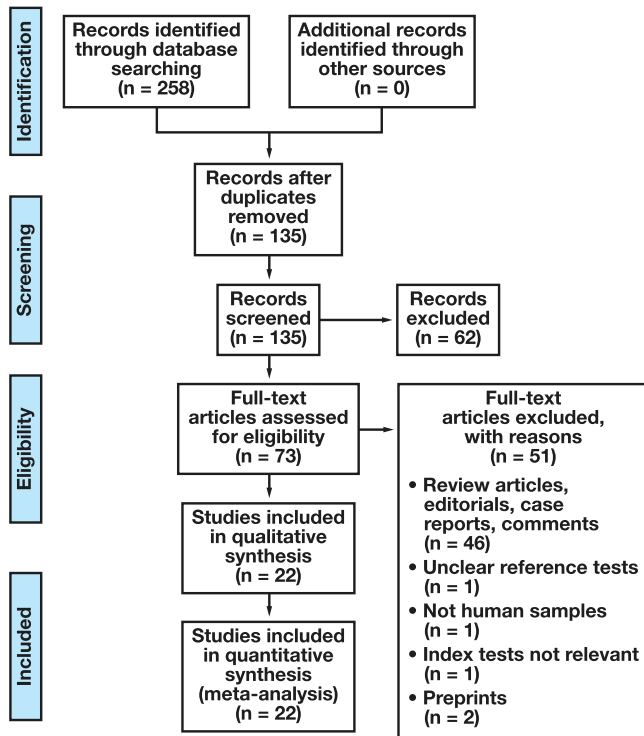 Identification
Records identified
through database
searching
(n = 258)
Additional records
identified through
other sources
(n = 0)
Records after
duplicates
removed
(n = 135)
Screening
Records
screened
(n = 135)
Records
excluded
(n = 62)
Eligibility
Full-text
articles assessed
for eligibility
(n = 73)
Full-text
articles excluded,
with reasons
(n = 51)
• Review articles,
editorials, case
reports, comments
(n = 46)
• Unclear reference tests
(n = 1)
• Not human samples
(n = 1)
• Index tests not relevant
(n = 1)
• Preprints
(n = 2)
Studies included
in qualitative
synthesis
(n = 22)
Included
Studies included
in quantitative
synthesis
(meta-analysis)
(n = 22)